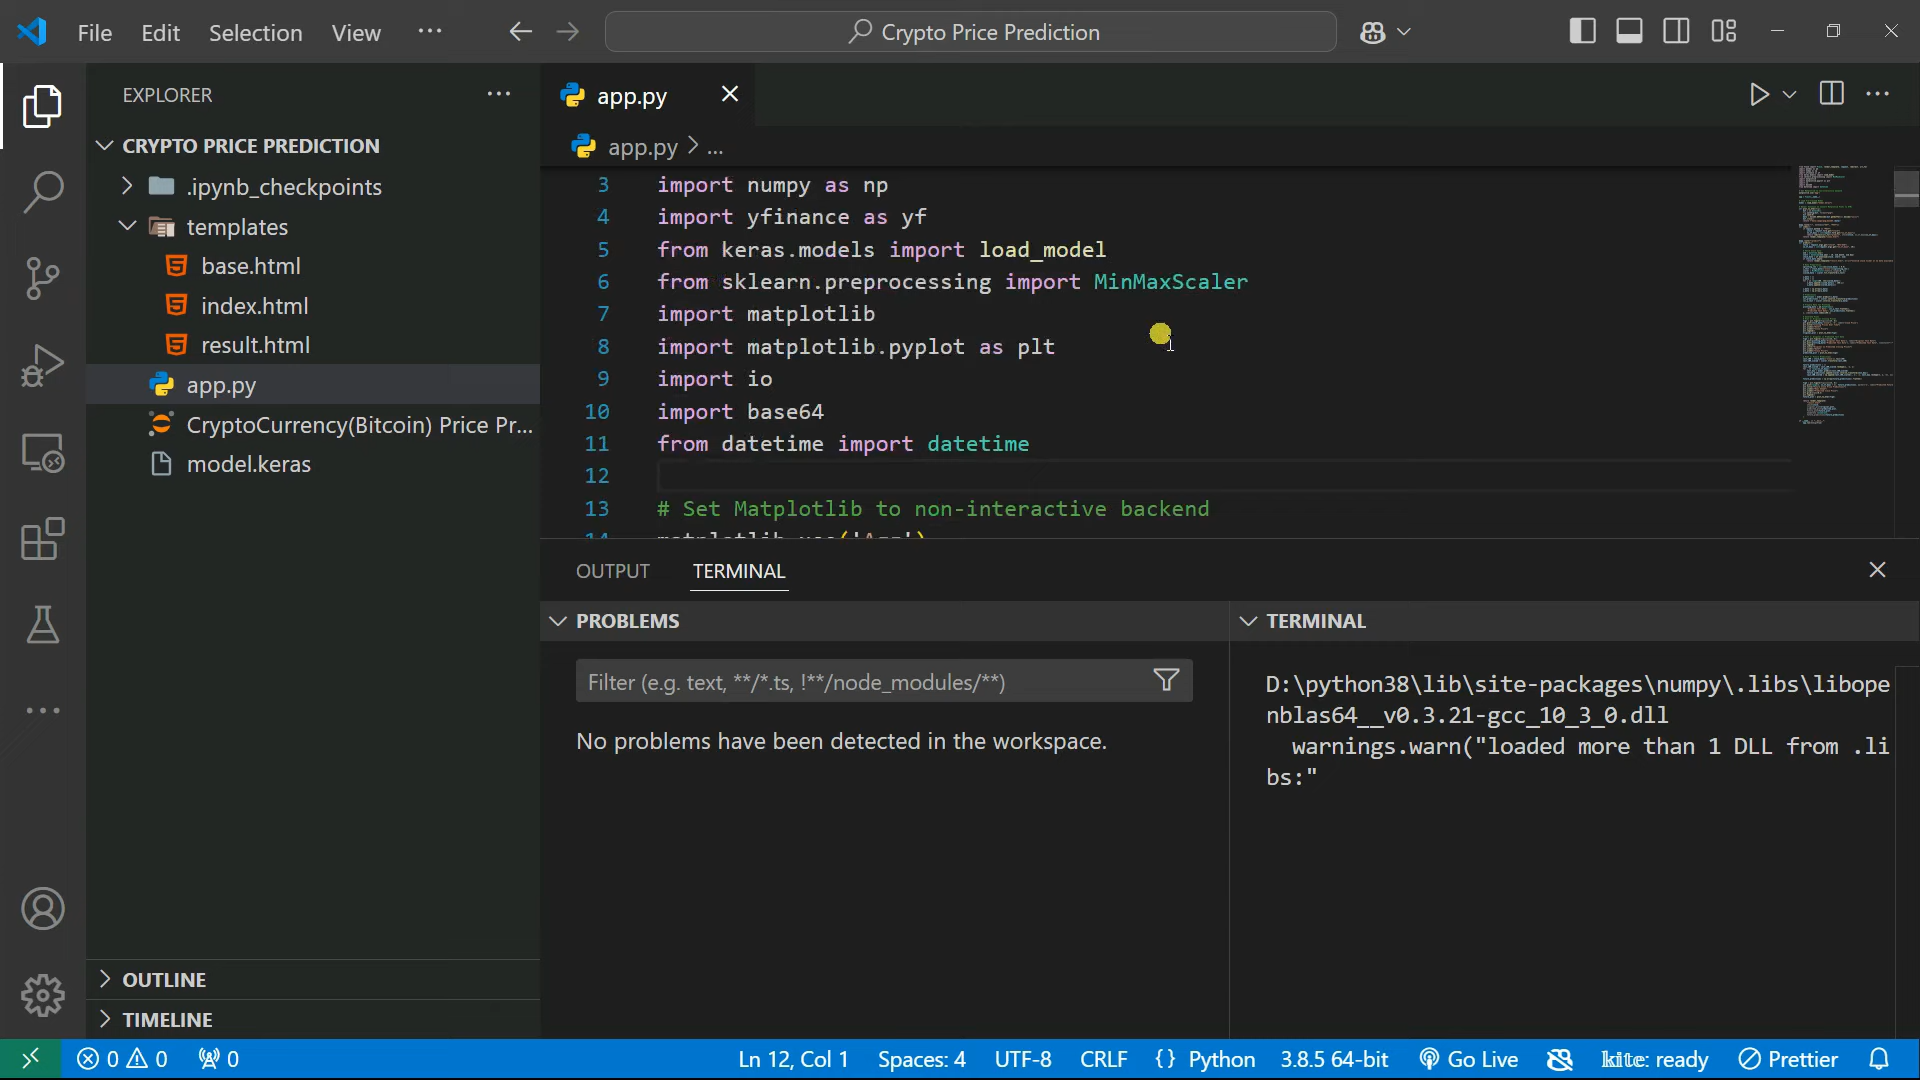 File Edit Selection View ...
Crypto Price Prediction
EXPLORER
CRYPTO PRICE PREDICTION
.ipynb_checkpoints
templates
base.html
index.html
result.html
app.py
CryptoCurrency(Bitcoin) Price Pr...
model.keras
OUTLINE
TIMELINE
app.py
app.py > ...
3 import numpy as np
4 import yfinance as yf
5 from keras.models import load_model
6 from sklearn.preprocessing import MinMaxScaler
7 import matplotlib
8 import matplotlib.pyplot as plt
9 import io
10 import base64
11 from datetime import datetime
12
13 # Set Matplotlib to non-interactive backend
14 matplotlib.use('Agg')
OUTPUT TERMINAL
PROBLEMS
Filter (e.g. text, **/*.ts, !**/node_modules/**)
No problems have been detected in the workspace.
TERMINAL
D:\python38\lib\site-packages\numpy\.libs\libope
nblas64__v0.3.21-gcc_10_3_0.dll
warnings.warn("loaded more than 1 DLL from .li
bs:"
0 0 0 Ln 12, Col 1 Spaces: 4 UTF-8 CRLF {} Python 3.8.5 64-bit Go Live kite: ready Prettier